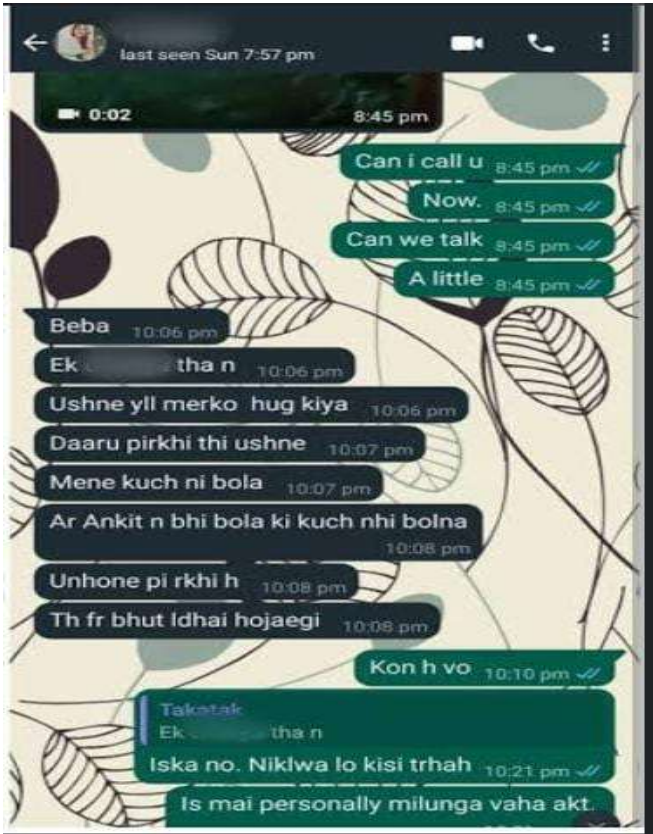 last seen Sun 7:57 pm
0:02 8:45 pm
Can i call u 8:45 pm
Now. 8:45 pm
Can we talk 8:45 pm
A little 8:45 pm
Beba 10:06 pm
Ek tha n 10:06 pm
Ushne yll merko hug kiya 10:06 pm
Daaru pirkhi thi ushne 10:07 pm
Mene kuch ni bola 10:07 pm
Ar Ankit n bhi bola ki kuch nhi bolna
10:08 pm
Unhone pi rkhi h 10:08 pm
Th fr bhut ldhai hojaegi 10:08 pm
Kon h vo 10:10 pm
Takatak
Ek tha n
Iska no. Niklwa lo kisi trhah 10:21 pm
Is mai personally milunga vaha akt.